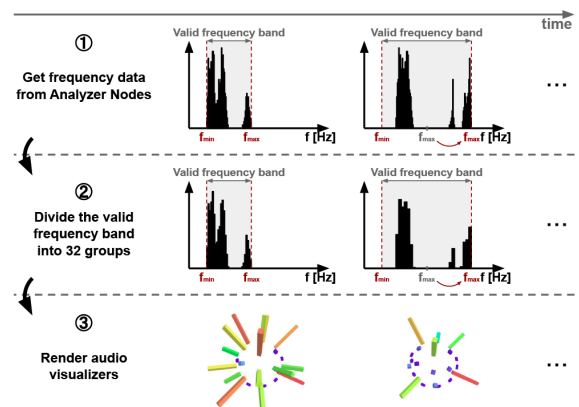 time
①
Get frequency data
from Analyzer Nodes
Valid frequency band
fmin
fmax
f [Hz]
Valid frequency band
fmin
fmax
fmax
f [Hz]
...
②
Divide the valid
frequency band
into 32 groups
Valid frequency band
fmin
fmax
f [Hz]
Valid frequency band
fmin
fmax
fmax
f [Hz]
...
③
Render audio
visualizers
...